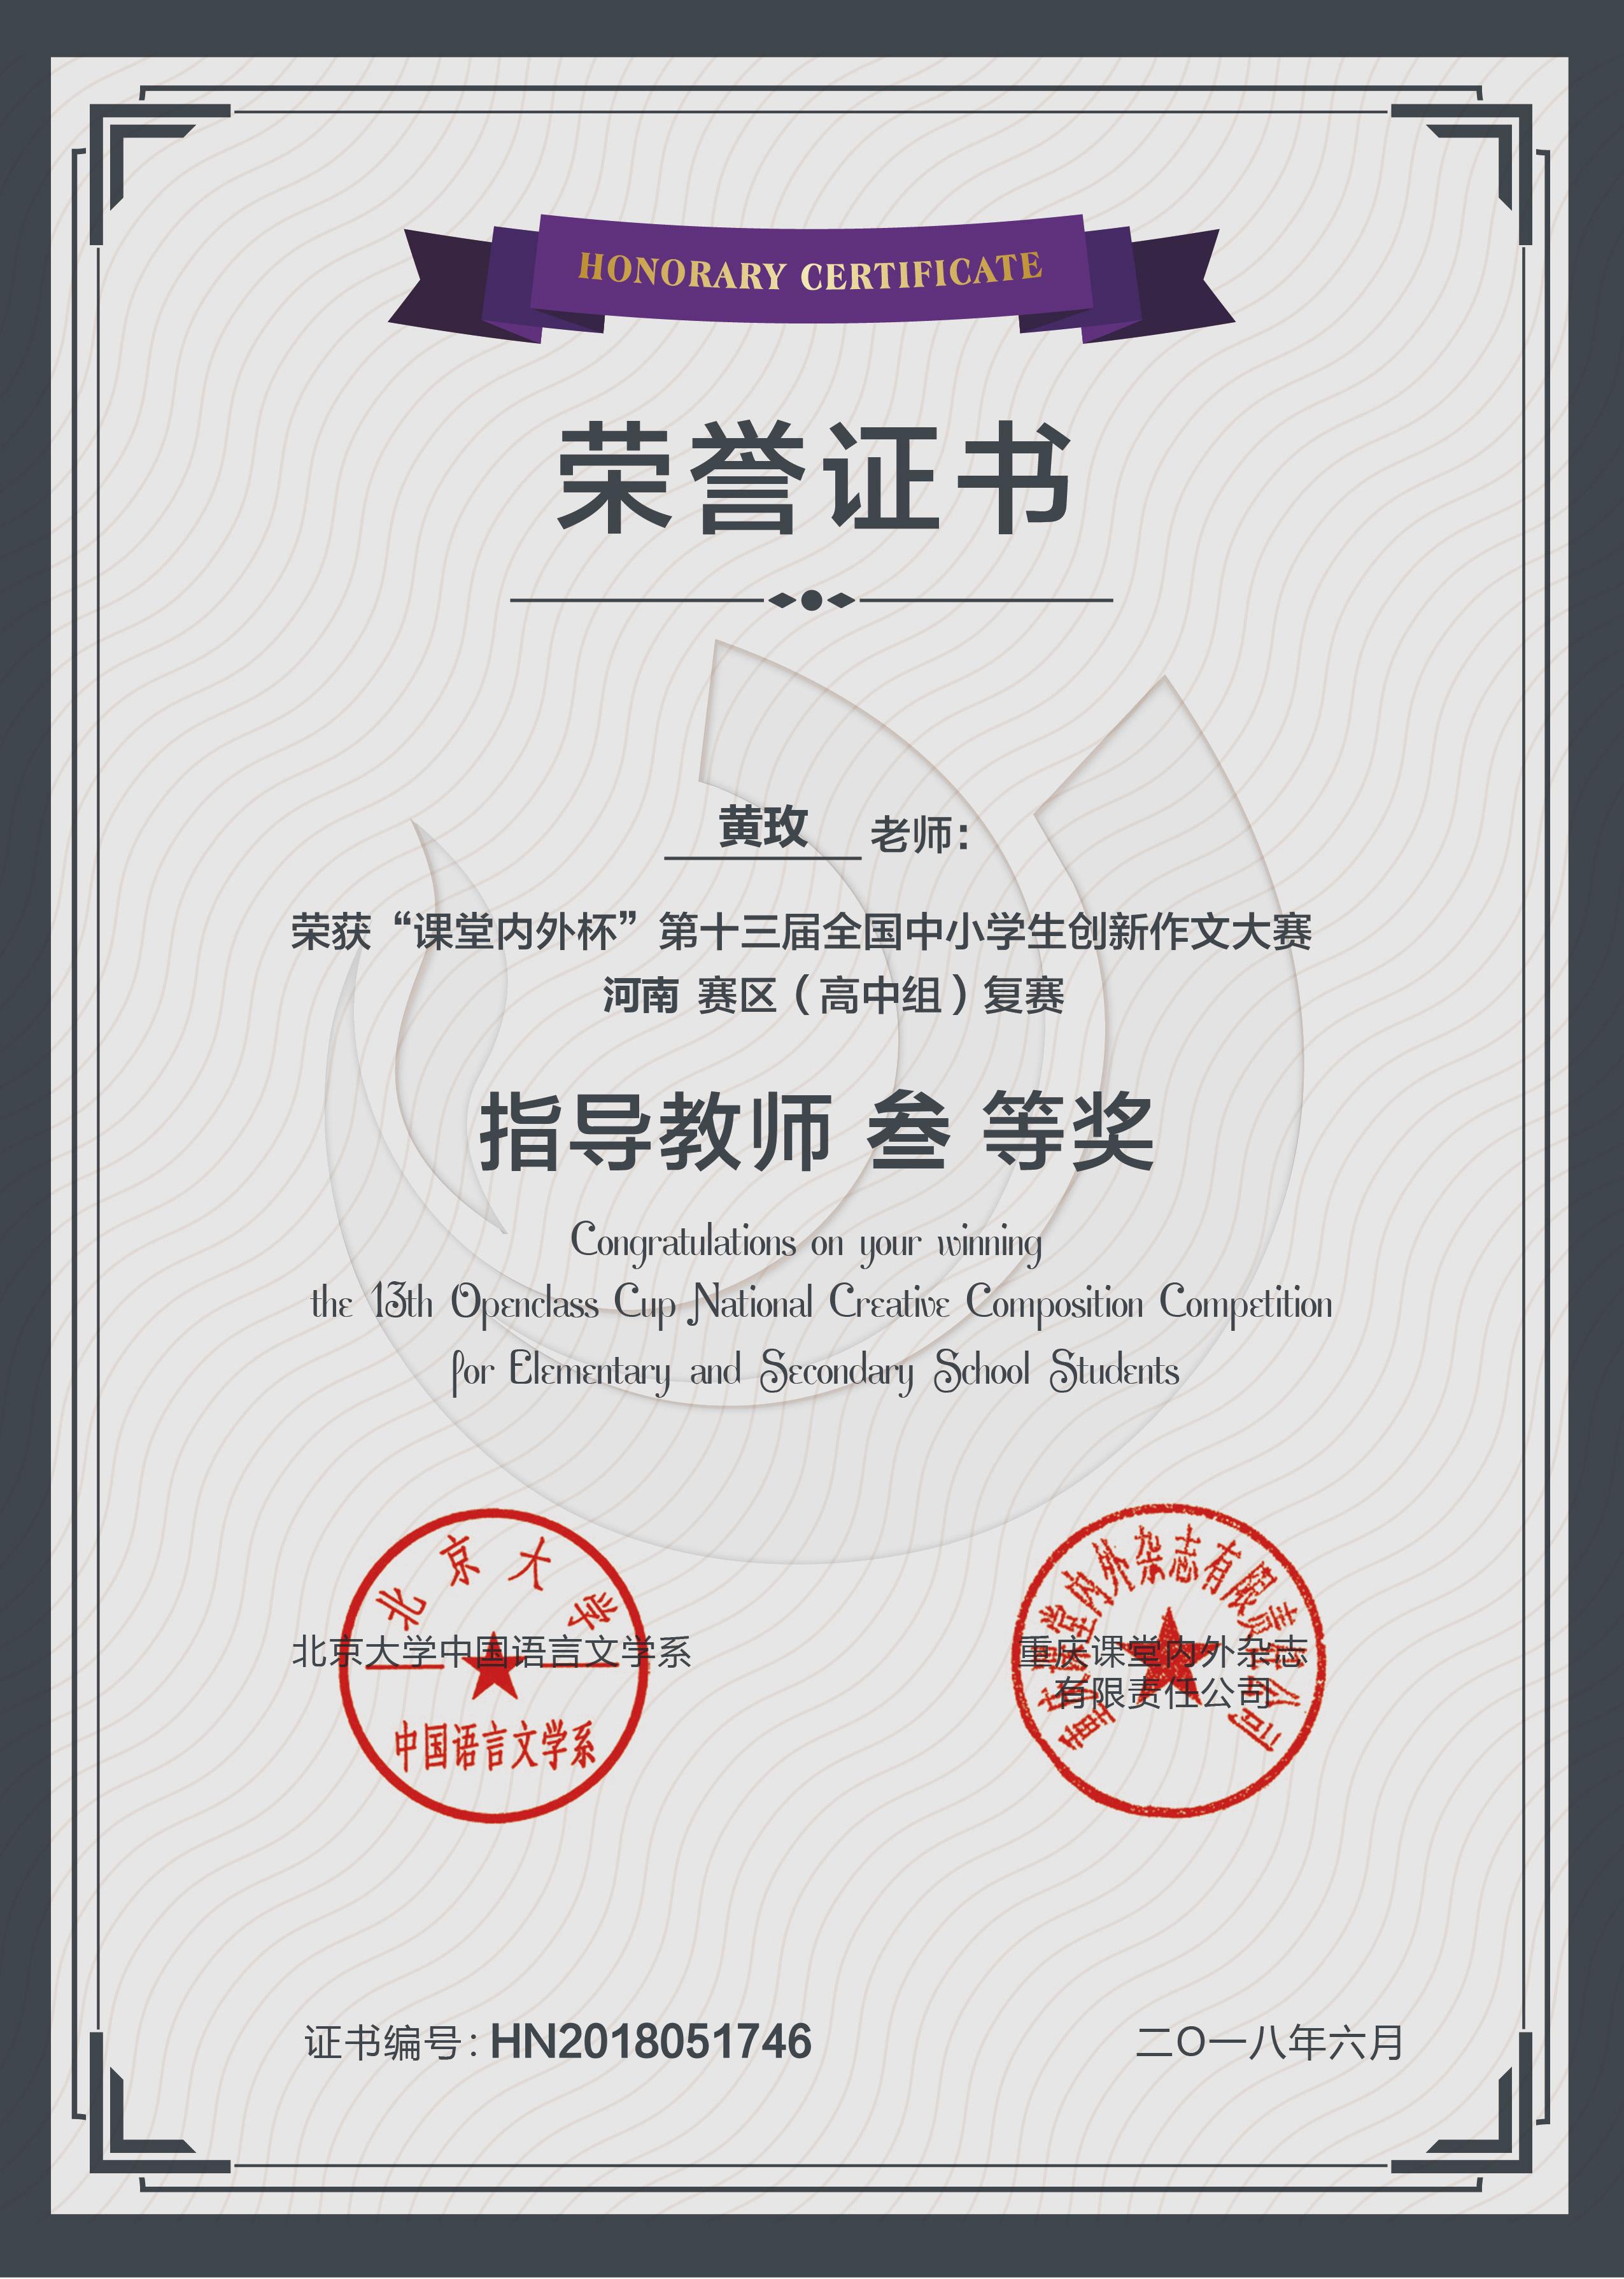 HONORARY CERTIFICATE
荣誉证书
黄玫 老师：
荣获“课堂内外杯”第十三届全国中小学生创新作文大赛
河南 赛区（高中组）复赛
指导教师 叁 等奖
Congratulations on your winning
the 13th Openclass Cup National Creative Composition Competition
for Elementary and Secondary School Students
北京大学
北京大学中国语言文学系
中国语言文学系
重庆课堂内外杂志有限责任公司
重庆课堂内外杂志
有限责任公司
证书编号：HN2018051746
二〇一八年六月